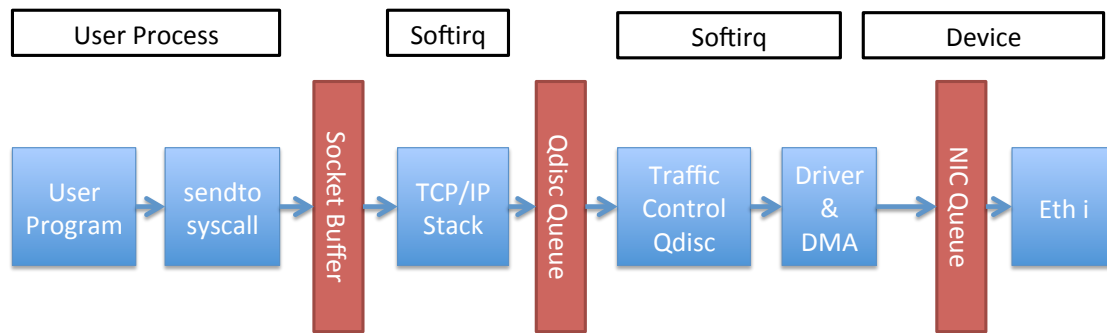 User Process
Softirq
Softirq
Device
User
Program
sendto
syscall
Socket Buffer
TCP/IP
Stack
Qdisc Queue
Traffic
Control
Qdisc
Driver
&
DMA
NIC Queue
Eth i